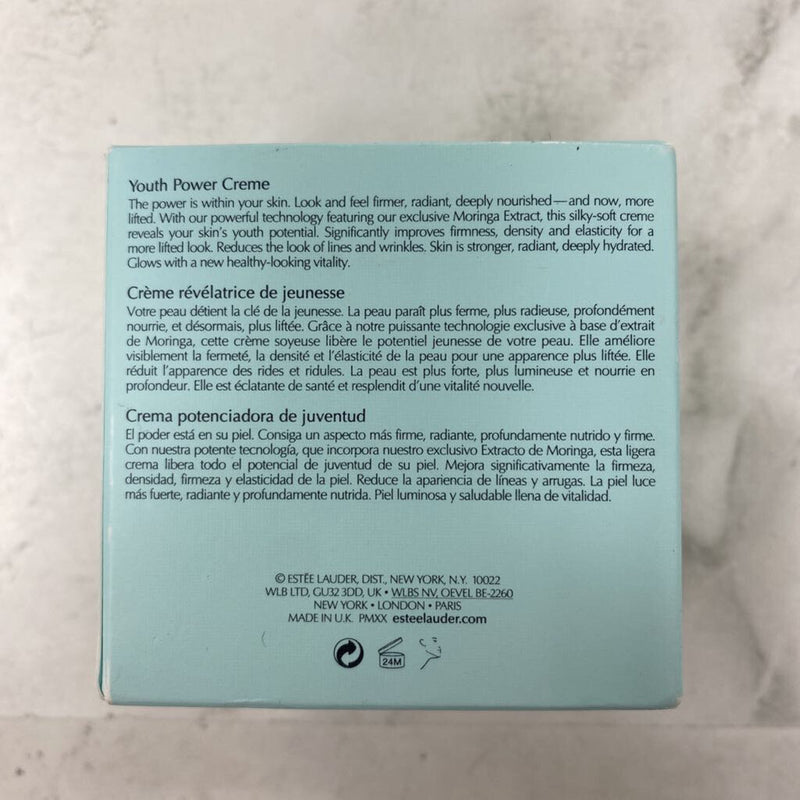 Youth Power Creme
The power is within your skin. Look and feel firmer, radiant, deeply nourished—and now, more
lifted. With our powerful technology featuring our exclusive Moringa Extract, this silky-soft creme
reveals your skin's youth potential. Significantly improves firmness, density and elasticity for a
more lifted look. Reduces the look of lines and wrinkles. Skin is stronger, radiant, deeply hydrated.
Glows with a new healthy-looking vitality.
Crème révélatrice de jeunesse
Votre peau détient la clé de la jeunesse. La peau paraît plus ferme, plus radieuse, profondément
nourrie, et désormais, plus liftée. Grâce à notre puissante technologie exclusive à base d'extrait
de Moringa, cette crème soyeuse libère le potentiel jeunesse de votre peau. Elle améliore
visiblement la fermeté, la densité et l'élasticité de la peau pour une apparence plus liftée. Elle
réduit l'apparence des rides et ridules. La peau est plus forte, plus lumineuse et nourrie en
profondeur. Elle est éclatante de santé et resplendit d'une vitalité nouvelle.
Crema potenciadora de juventud
El poder está en su piel. Consiga un aspecto más firme, radiante, profundamente nutrido y firme.
Con nuestra potente tecnología, que incorpora nuestro exclusivo Extracto de Moringa, esta ligera
crema libera todo el potencial de juventud de su piel. Mejora significativamente la firmeza,
densidad, firmeza y elasticidad de la piel. Reduce la apariencia de líneas y arrugas. La piel luce
más fuerte, radiante y profundamente nutrida. Piel luminosa y saludable llena de vitalidad.
© ESTĒE LAUDER, DIST., NEW YORK, N.Y. 10022
WLB LTD, GU32 3DD, UK • WLBS NV, OEVEL BE-2260
NEW YORK • LONDON • PARIS
MADE IN U.K. PMXX esteelauder.com
24M